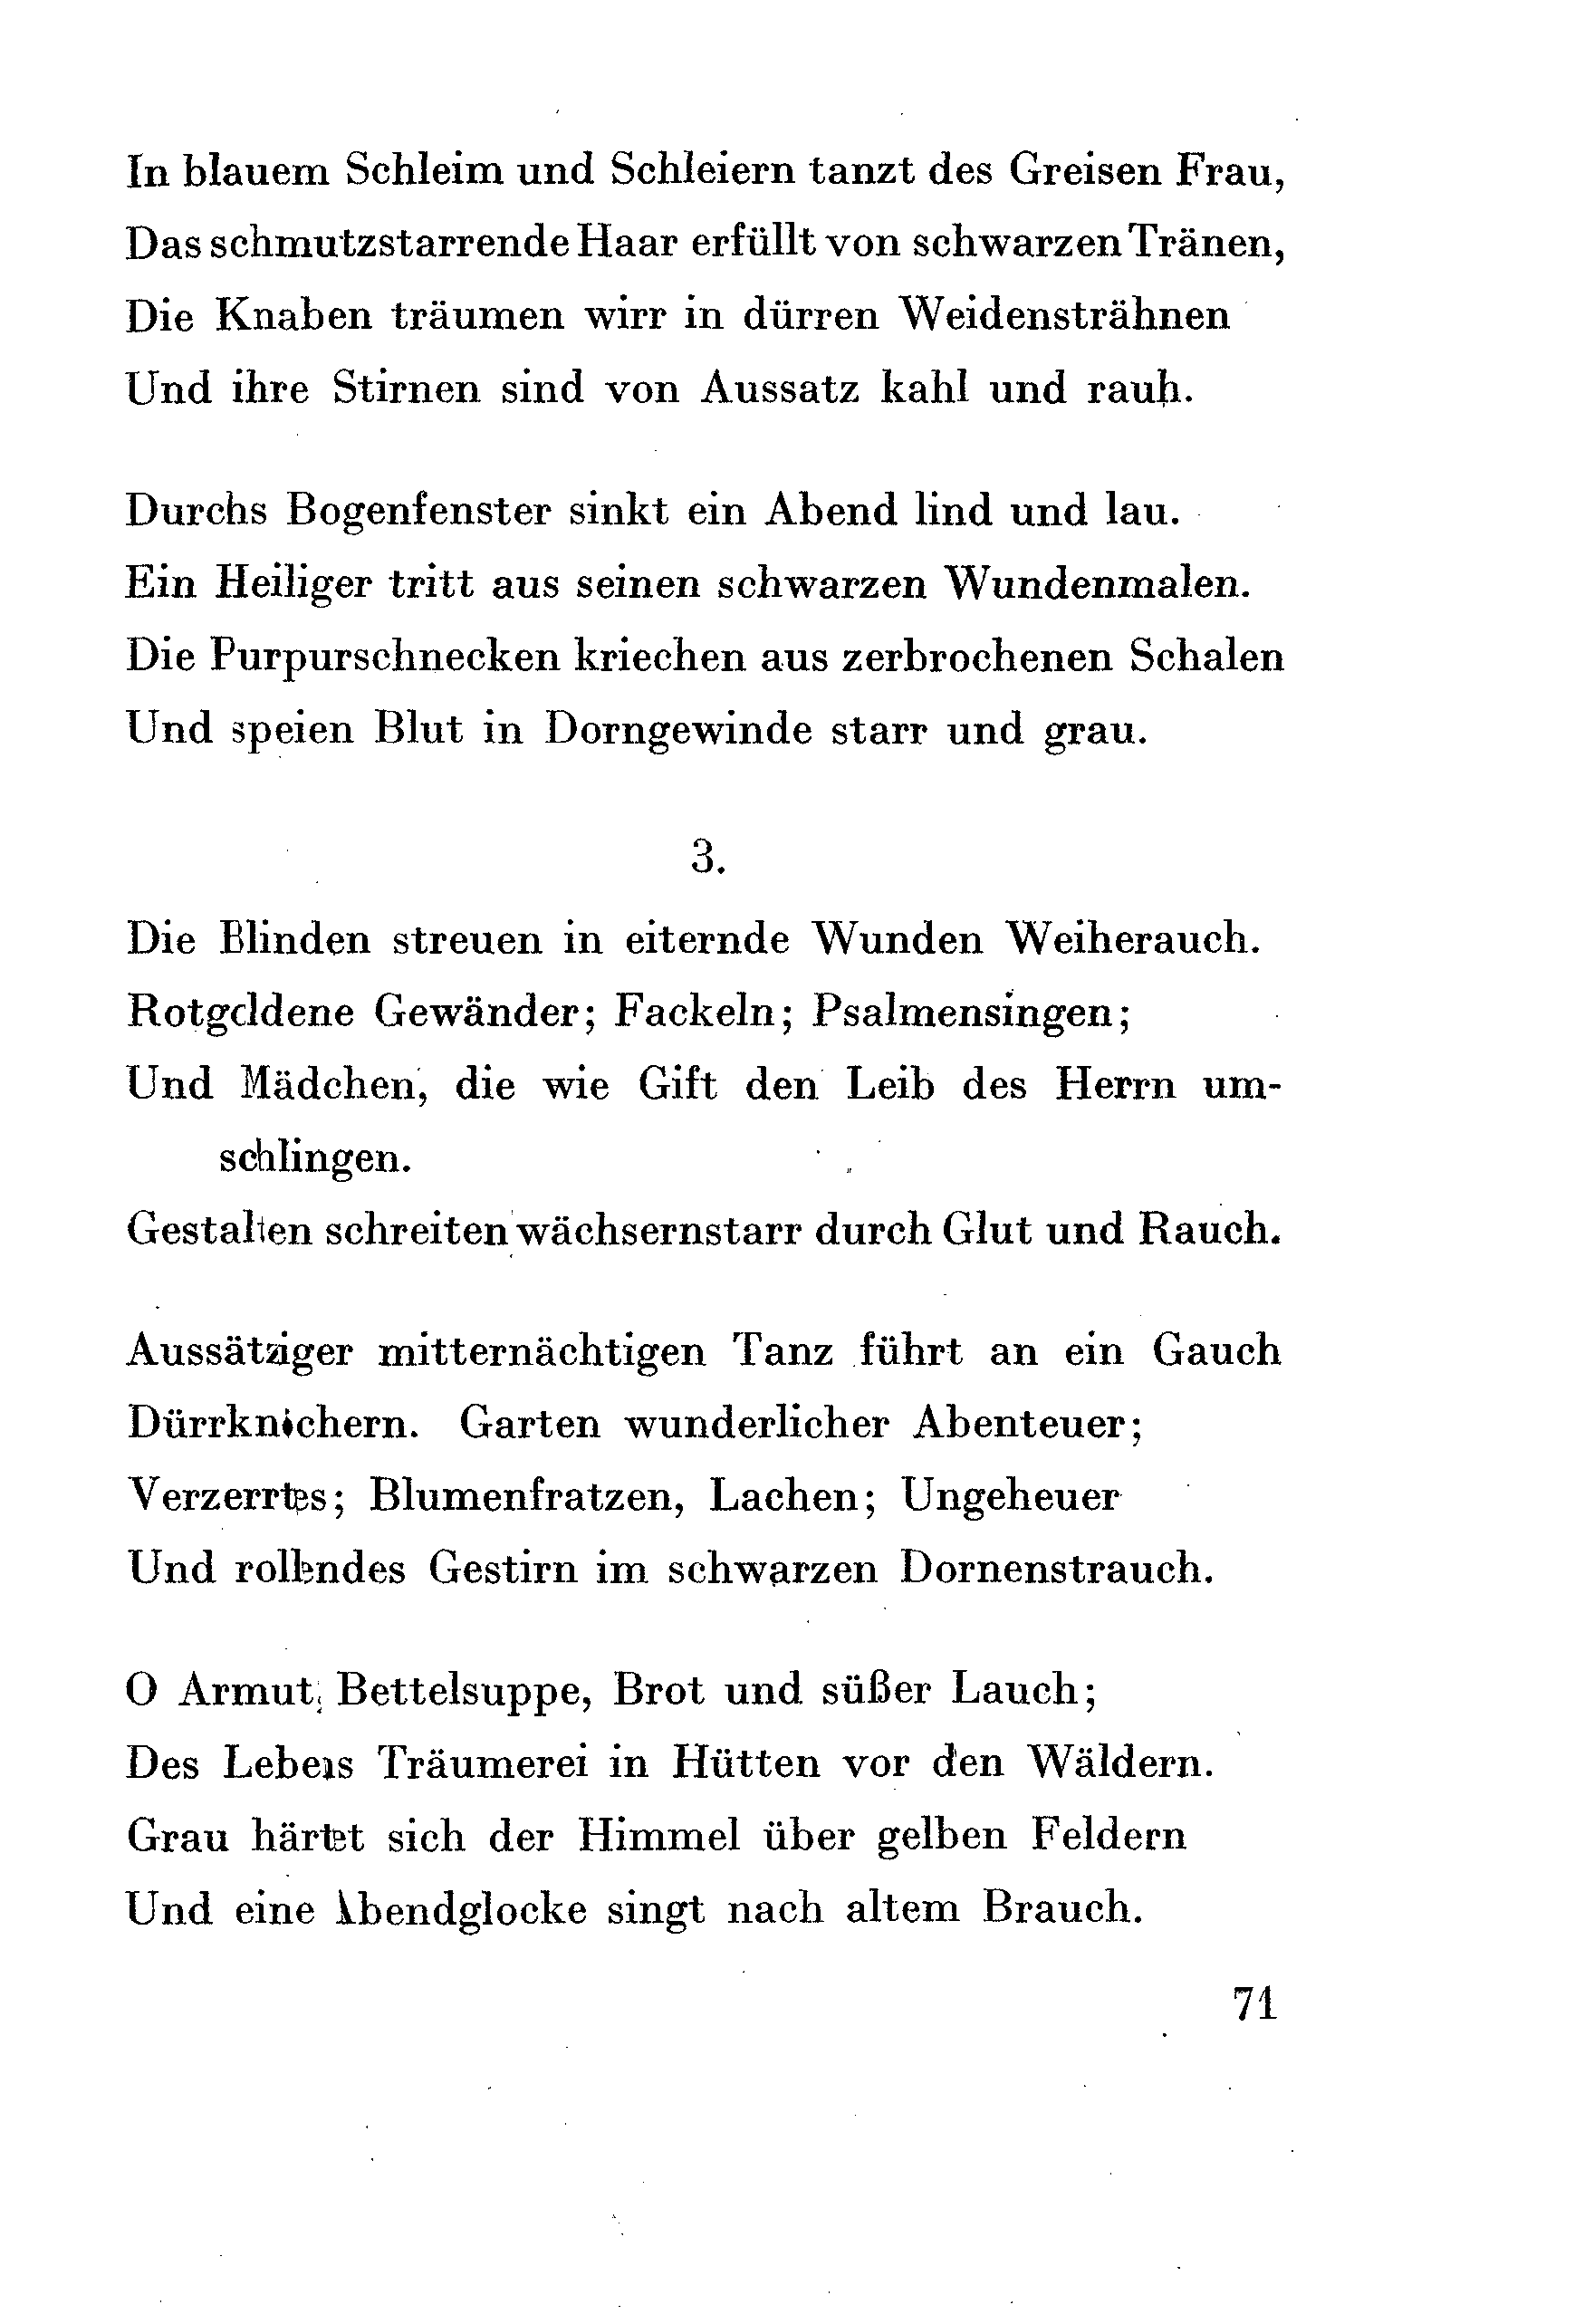 In blauem Schleim und Schleiern tanzt des Greisen Frau,
Das schmutzstarrende Haar erfüllt von schwarzen Tränen,
Die Knaben träumen wirr in dürren Weidensträhnen
Und ihre Stirnen sind von Aussatz kahl und rauh.
Durchs Bogenfenster sinkt ein Abend lind und lau.
Ein Heiliger tritt aus seinen schwarzen Wundenmalen.
Die Purpurschnecken kriechen aus zerbrochenen Schalen
Und speien Blut in Dorngewinde starr und grau.
3.
Die Blinden streuen in eiternde Wunden Weiherauch.
Rotgoldene Gewänder; Fackeln; Psalmensingen;
Und Mädchen, die wie Gift den Leib des Herrn um-
schlingen.
Gestalten schreiten wächsernstarr durch Glut und Rauch.
Aussätziger mitternächtigen Tanz führt an ein Gauch
Dürrknöchern. Garten wunderlicher Abenteuer;
Verzerrtes; Blumenfratzen, Lachen; Ungeheuer
Und rollendes Gestirn im schwarzen Dornenstrauch.
O Armut, Bettelsuppe, Brot und süßer Lauch;
Des Lebens Träumerei in Hütten vor den Wäldern.
Grau härtet sich der Himmel über gelben Feldern
Und eine Abendglocke singt nach altem Brauch.
71